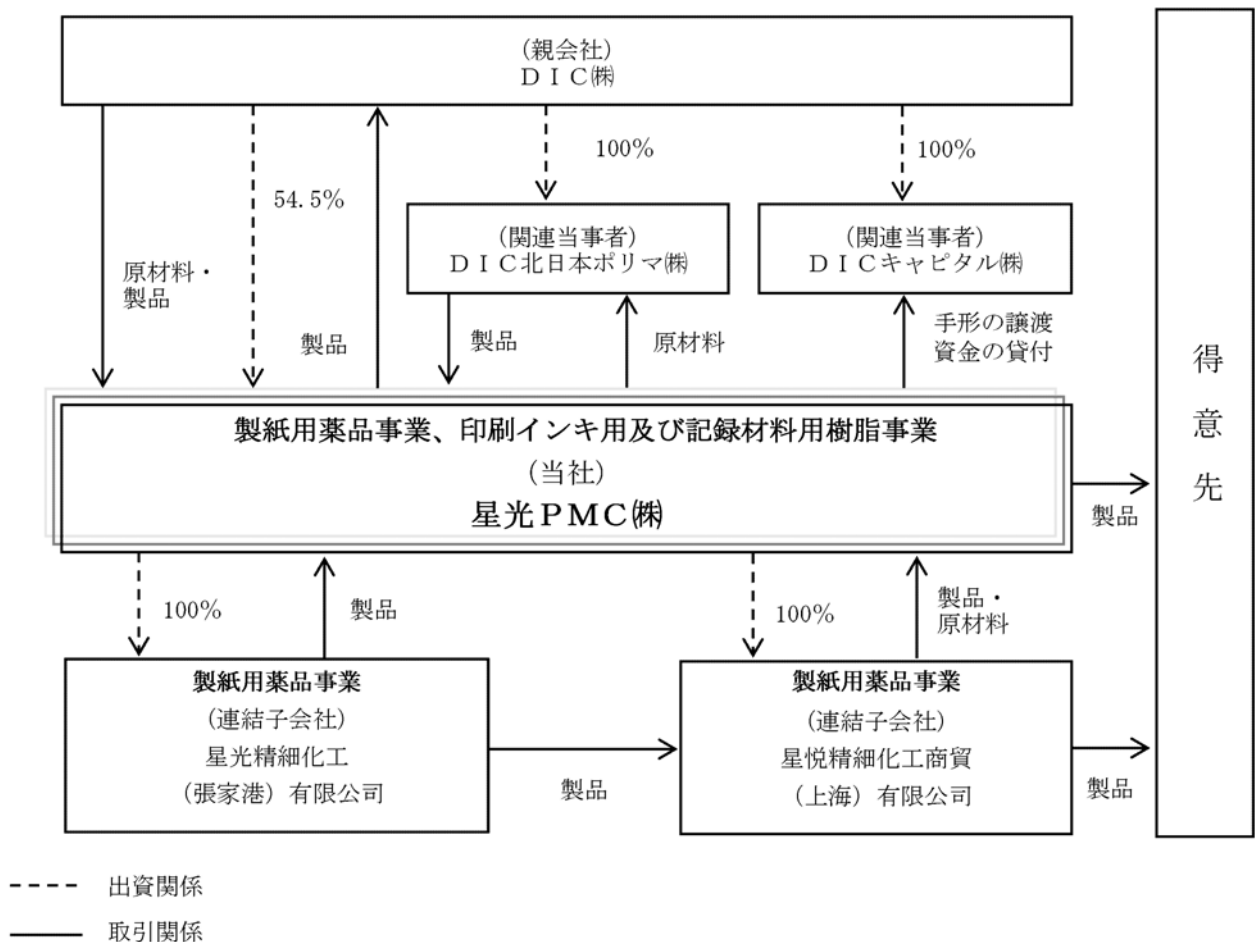 (親会社)
ＤＩＣ㈱
100%
100%
54.5%
(関連当事者)
ＤＩＣ北日本ポリマ㈱
(関連当事者)
ＤＩＣキャピタル㈱
原材料・
製品
製品
製品
原材料
手形の譲渡
資金の貸付
製紙用薬品事業、印刷インキ用及び記録材料用樹脂事業
(当社)
星光ＰＭＣ㈱
製品
得意先
100%
製品
100%
製品・
原材料
製紙用薬品事業
(連結子会社)
星光精細化工
（張家港）有限公司
製品
製紙用薬品事業
(連結子会社)
星悦精細化工商貿
（上海）有限公司
製品
出資関係
取引関係